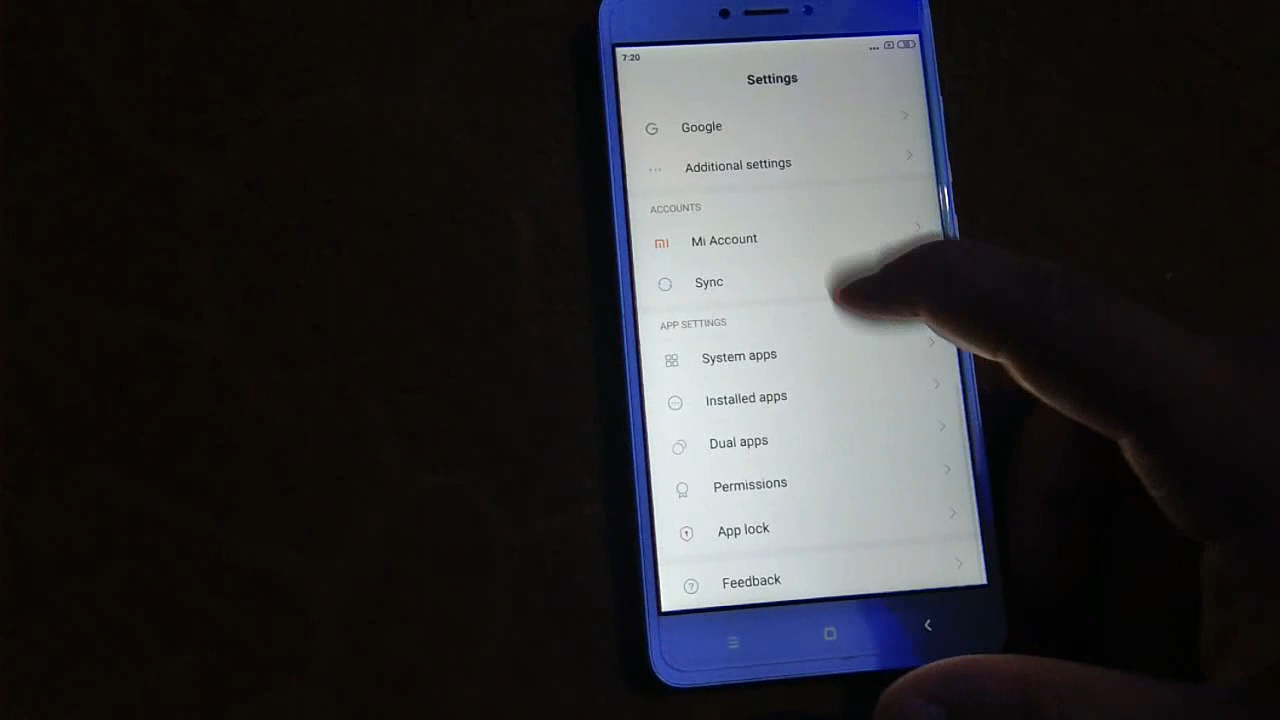 7:20
Settings
Google
Additional settings
ACCOUNTS
Mi Account
Sync
APP SETTINGS
System apps
Installed apps
Dual apps
Permissions
App lock
Feedback